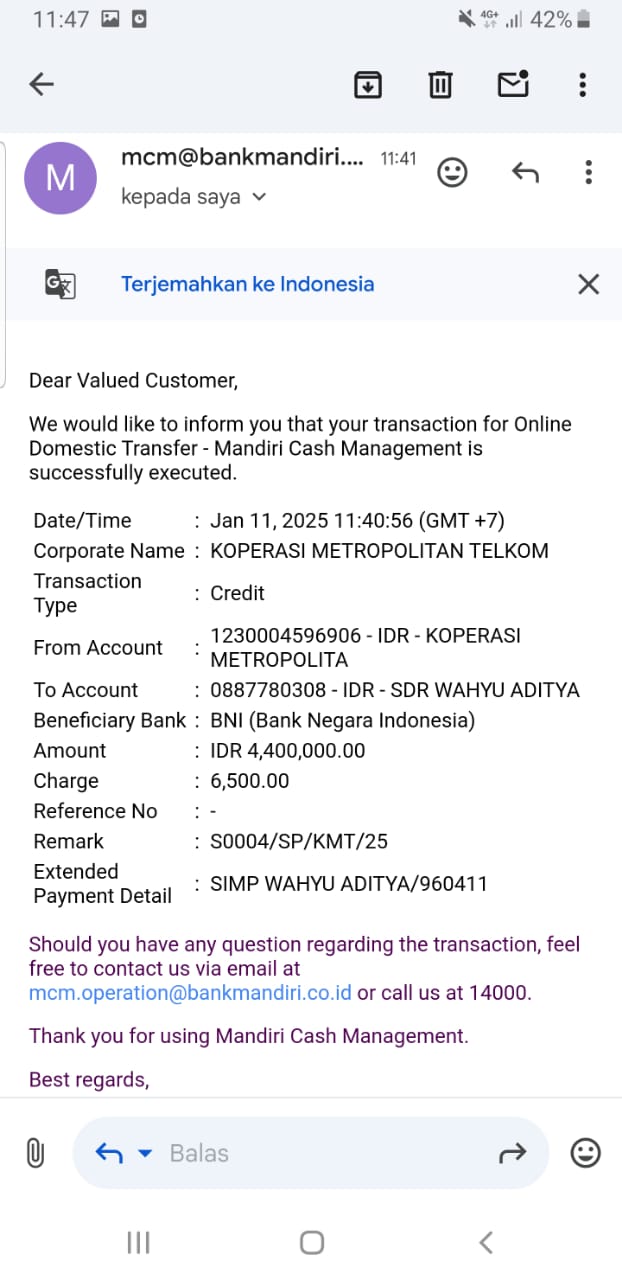 11:47
4G+ 42%
mcm@bankmandiri.... 11:41
M
kepada saya
Terjemahkan ke Indonesia
Dear Valued Customer,
We would like to inform you that your transaction for Online
Domestic Transfer - Mandiri Cash Management is
successfully executed.
Date/Time : Jan 11, 2025 11:40:56 (GMT +7)
Corporate Name : KOPERASI METROPOLITAN TELKOM
Transaction
Type : Credit
From Account : 1230004596906 - IDR - KOPERASI
METROPOLITA
To Account : 0887780308 - IDR - SDR WAHYU ADITYA
Beneficiary Bank : BNI (Bank Negara Indonesia)
Amount : IDR 4,400,000.00
Charge : 6,500.00
Reference No : -
Remark : S0004/SP/KMT/25
Extended
Payment Detail : SIMP WAHYU ADITYA/960411
Should you have any question regarding the transaction, feel
free to contact us via email at
mcm.operation@bankmandiri.co.id or call us at 14000.
Thank you for using Mandiri Cash Management.
Best regards,
Balas